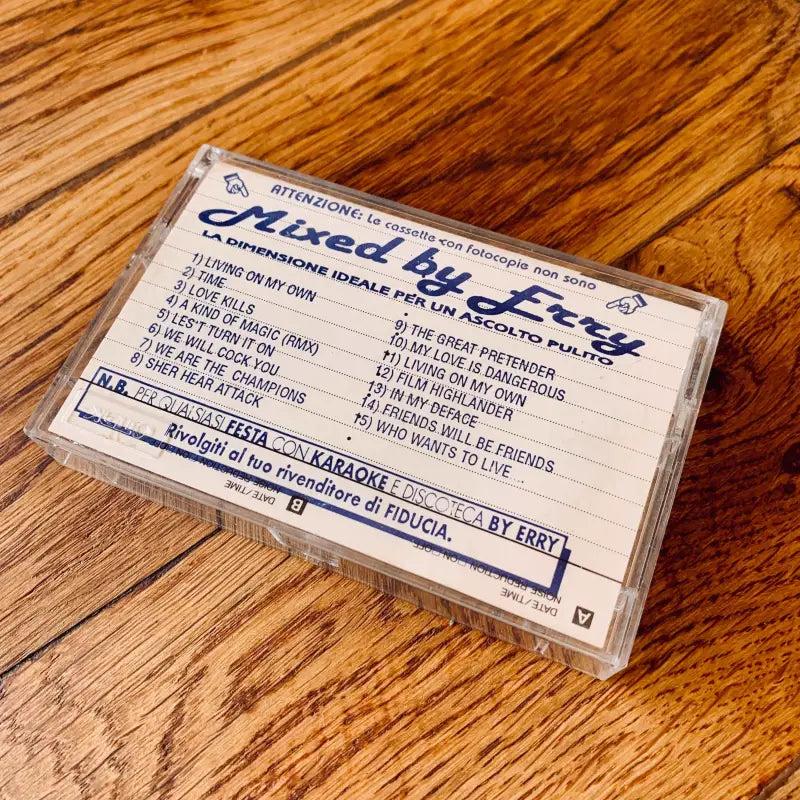 ATTENZIONE: Le cassette con fotocopie non sono
Mixed by Erry
LA DIMENSIONE IDEALE PER UN ASCOLTO PULITO
1) LIVING ON MY OWN
2) TIME
3) LOVE KILLS
4) A KIND OF MAGIC (RMX)
5) LES'T TURN IT ON
6) WE WILL COCK YOU
7) WE ARE THE CHAMPIONS
8) SHER HEAR ATTACK
9) THE GREAT PRETENDER
10) MY LOVE IS DANGEROUS
11) LIVING ON MY OWN
12) FILM HIGHLANDER
13) IN MY DEFACE
14) FRIENDS WILL BE FRIENDS
15) WHO WANTS TO LIVE...
N.B. PER QUALSIASI FESTA CON KARAOKE E DISCOTECA BY ERRY
Rivolgiti al tuo rivenditore di FIDUCIA.
B
DATE/TIME
NOISE REDUCTION
A
DATE/TIME
NOISE REDUCTION